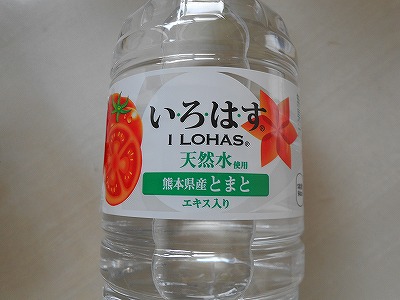 い・ろ・は・す®
I LOHAS®
天然水使用
熊本県産とまと
エキス入り